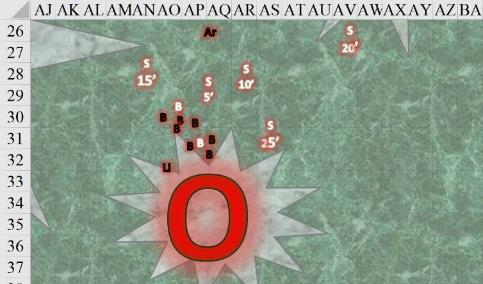 AJ AK AL AM AN AO AP AQ AR AS AT AU AV AW AX AY AZ BA
26 Ar S
27 20'
28 S S
15' S 10'
29 5'
30 B
B B B
B S
31 B B B 25'
32 B
LI
33
34 O
35
36
37